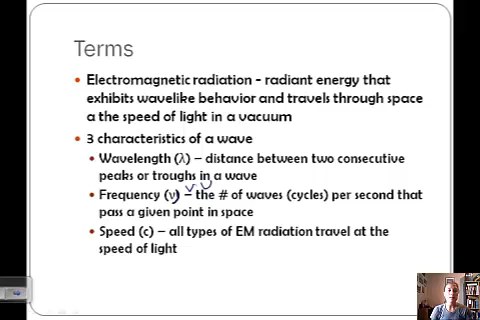 Terms
Electromagnetic radiation - radiant energy that
exhibits wavelike behavior and travels through space
a the speed of light in a vacuum
3 characteristics of a wave
Wavelength (λ) – distance between two consecutive
peaks or troughs in a wave
Frequency (ν) – the # of waves (cycles) per second that
pass a given point in space
Speed (c) – all types of EM radiation travel at the
speed of light